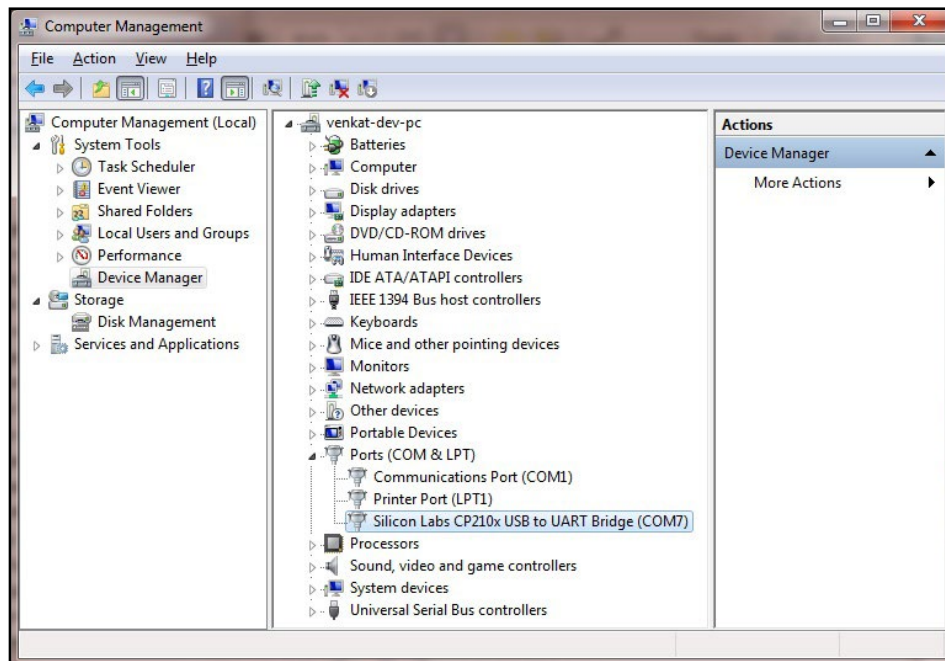 Computer Management
File Action View Help
Computer Management (Local)
System Tools
Task Scheduler
Event Viewer
Shared Folders
Local Users and Groups
Performance
Device Manager
Storage
Disk Management
Services and Applications
venkat-dev-pc
Batteries
Computer
Disk drives
Display adapters
DVD/CD-ROM drives
Human Interface Devices
IDE ATA/ATAPI controllers
IEEE 1394 Bus host controllers
Keyboards
Mice and other pointing devices
Monitors
Network adapters
Other devices
Portable Devices
Ports (COM & LPT)
Communications Port (COM1)
Printer Port (LPT1)
Silicon Labs CP210x USB to UART Bridge (COM7)
Processors
Sound, video and game controllers
System devices
Universal Serial Bus controllers
Actions
Device Manager
More Actions